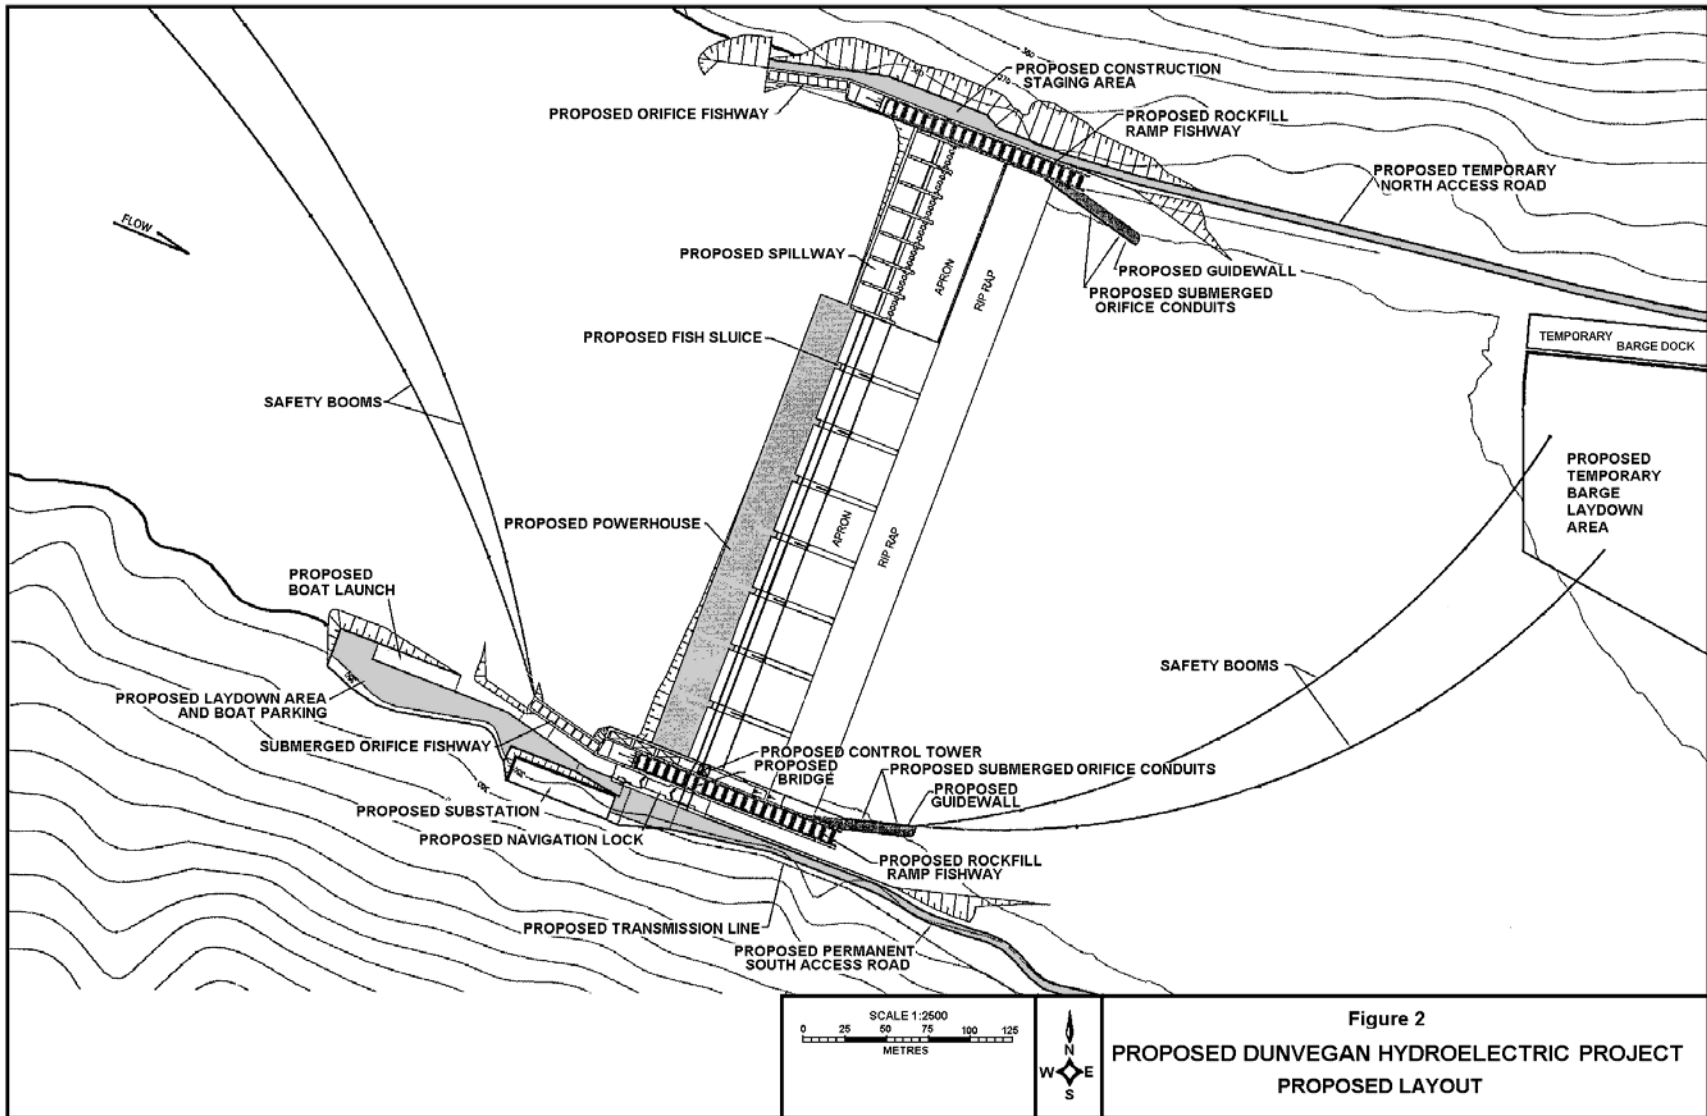 PROPOSED CONSTRUCTION
STAGING AREA
PROPOSED ORIFICE FISHWAY
PROPOSED ROCKFILL
RAMP FISHWAY
PROPOSED TEMPORARY
NORTH ACCESS ROAD
FLOW
PROPOSED SPILLWAY
APRON
RIP RAP
PROPOSED GUIDEWALL
PROPOSED SUBMERGED
ORIFICE CONDUITS
PROPOSED FISH SLUICE
TEMPORARY
BARGE DOCK
SAFETY BOOMS
PROPOSED
TEMPORARY
BARGE
LAYDOWN
AREA
PROPOSED POWERHOUSE
APRON
RIP RAP
PROPOSED
BOAT LAUNCH
SAFETY BOOMS
PROPOSED LAYDOWN AREA
AND BOAT PARKING
SUBMERGED ORIFICE FISHWAY
PROPOSED CONTROL TOWER
PROPOSED
BRIDGE
PROPOSED SUBMERGED ORIFICE CONDUITS
PROPOSED
GUIDEWALL
PROPOSED SUBSTATION
PROPOSED NAVIGATION LOCK
PROPOSED ROCKFILL
RAMP FISHWAY
PROPOSED TRANSMISSION LINE
PROPOSED PERMANENT
SOUTH ACCESS ROAD
SCALE 1:2500
0 25 50 75 100 125
METRES
N
W E
S
Figure 2
PROPOSED DUNVEGAN HYDROELECTRIC PROJECT
PROPOSED LAYOUT